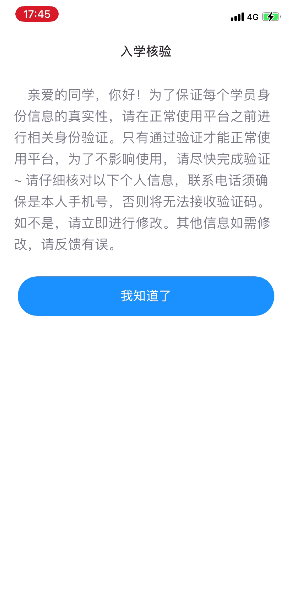 17:45
4G
入学核验
亲爱的同学，你好！为了保证每个学员身
份信息的真实性，请在正常使用平台之前进
行相关身份验证。只有通过验证才能正常使
用平台，为了不影响使用，请尽快完成验证
~ 请仔细核对以下个人信息，联系电话须确
保是本人手机号，否则将无法接收验证码。
如不是，请立即进行修改。其他信息如需修
改，请反馈有误。
我知道了